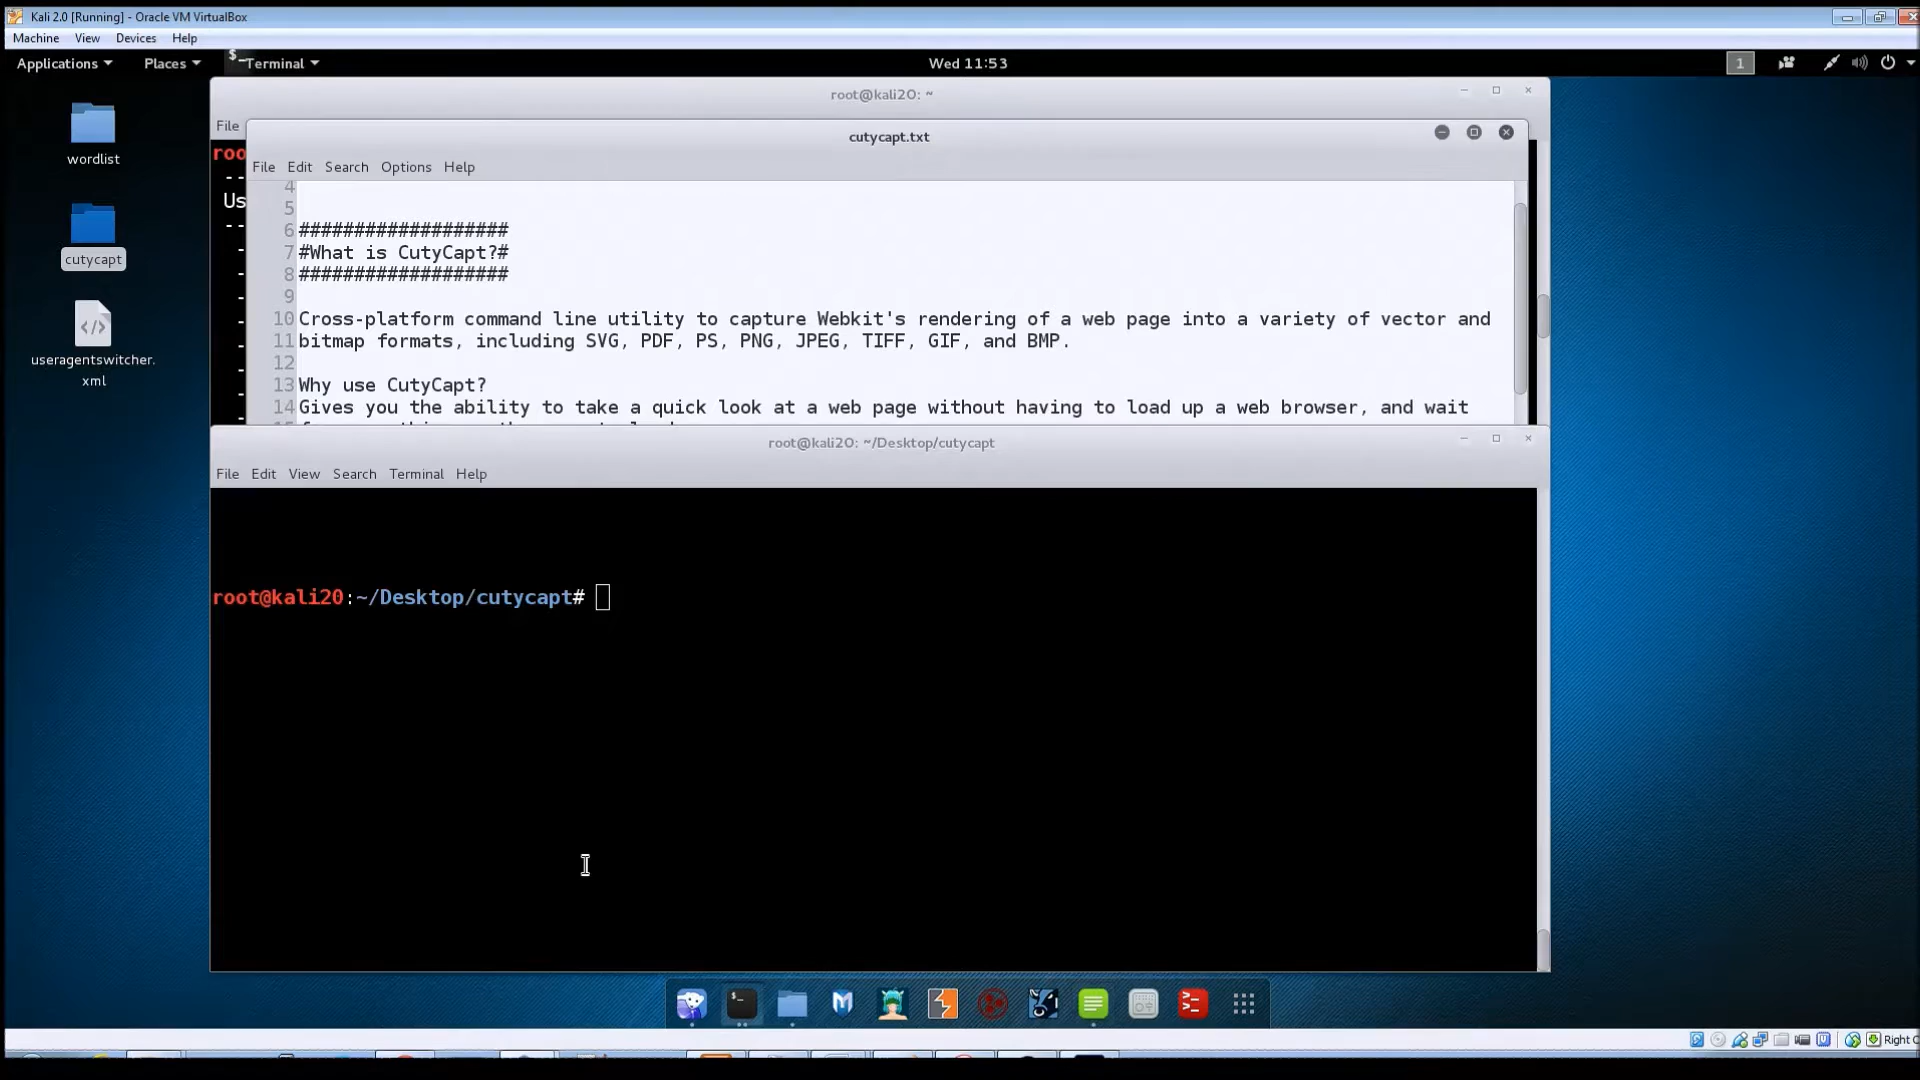 Kali 2.0 [Running] - Oracle VM VirtualBox
Machine View Devices Help
Applications Places Terminal Wed 11:53 1
root@kali20: ~
File
cutycapt.txt
File Edit Search Options Help
roo
--
Us
--
-
-
-
-
-
-
-
wordlist
cutycapt
useragentswitcher.
xml
4
5
6 ###################
7 #What is CutyCapt?#
8 ###################
9
10 Cross-platform command line utility to capture Webkit's rendering of a web page into a variety of vector and
11 bitmap formats, including SVG, PDF, PS, PNG, JPEG, TIFF, GIF, and BMP.
12
13 Why use CutyCapt?
14 Gives you the ability to take a quick look at a web page without having to load up a web browser, and wait
root@kali20: ~/Desktop/cutycapt
File Edit View Search Terminal Help
root@kali20:~/Desktop/cutycapt#
Right C